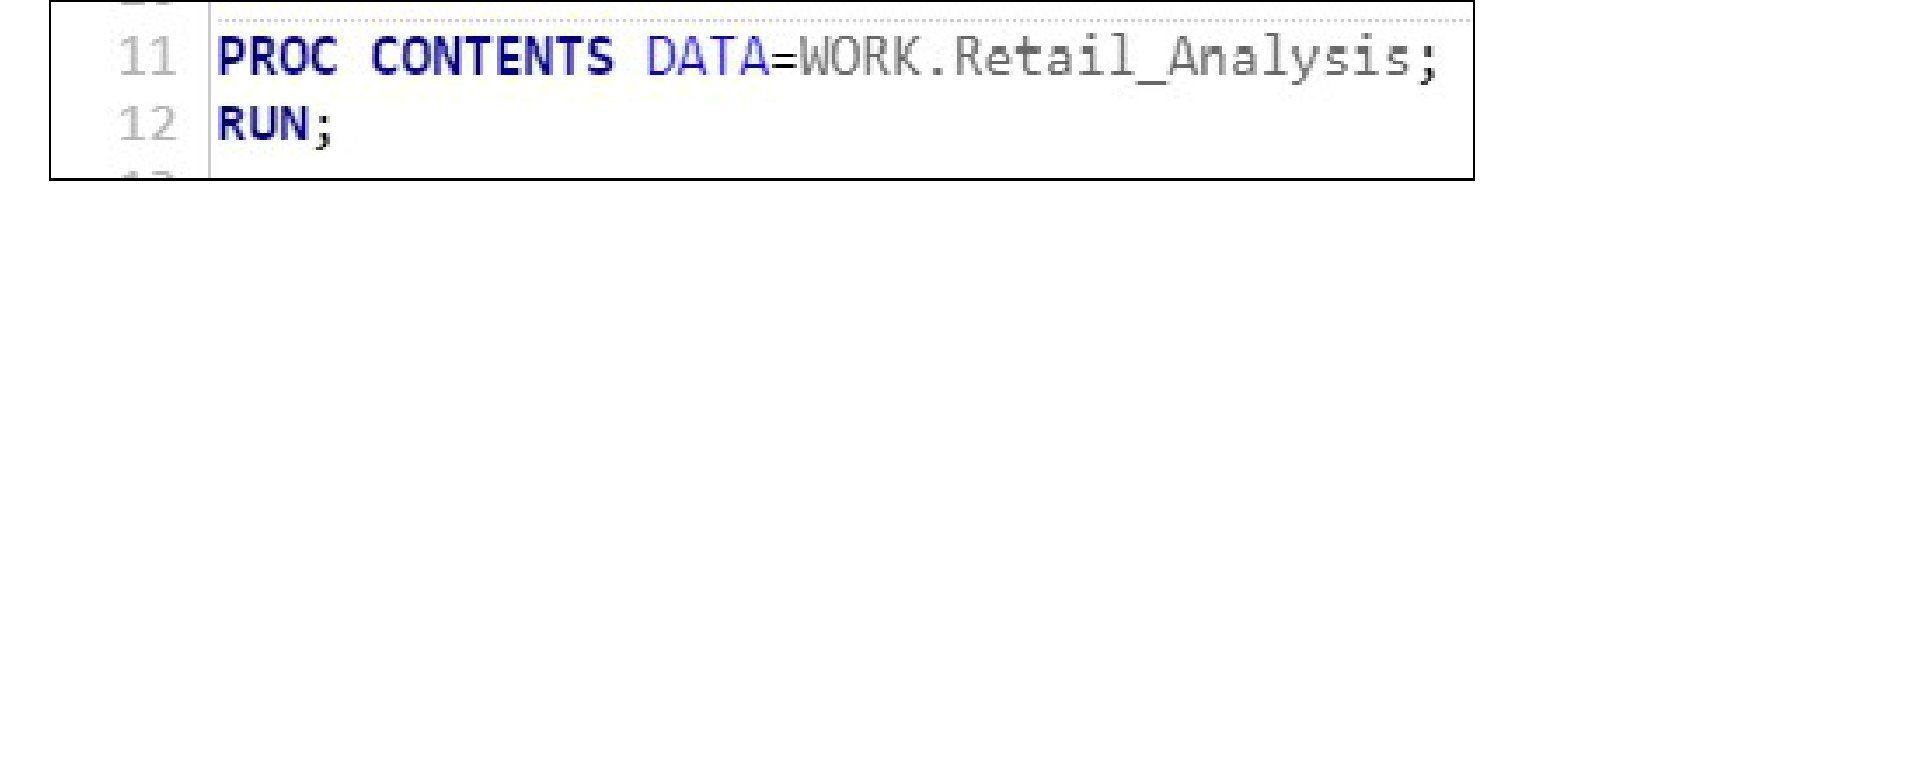 11 PROC CONTENTS DATA=WORK.Retail_Analysis;
12 RUN;